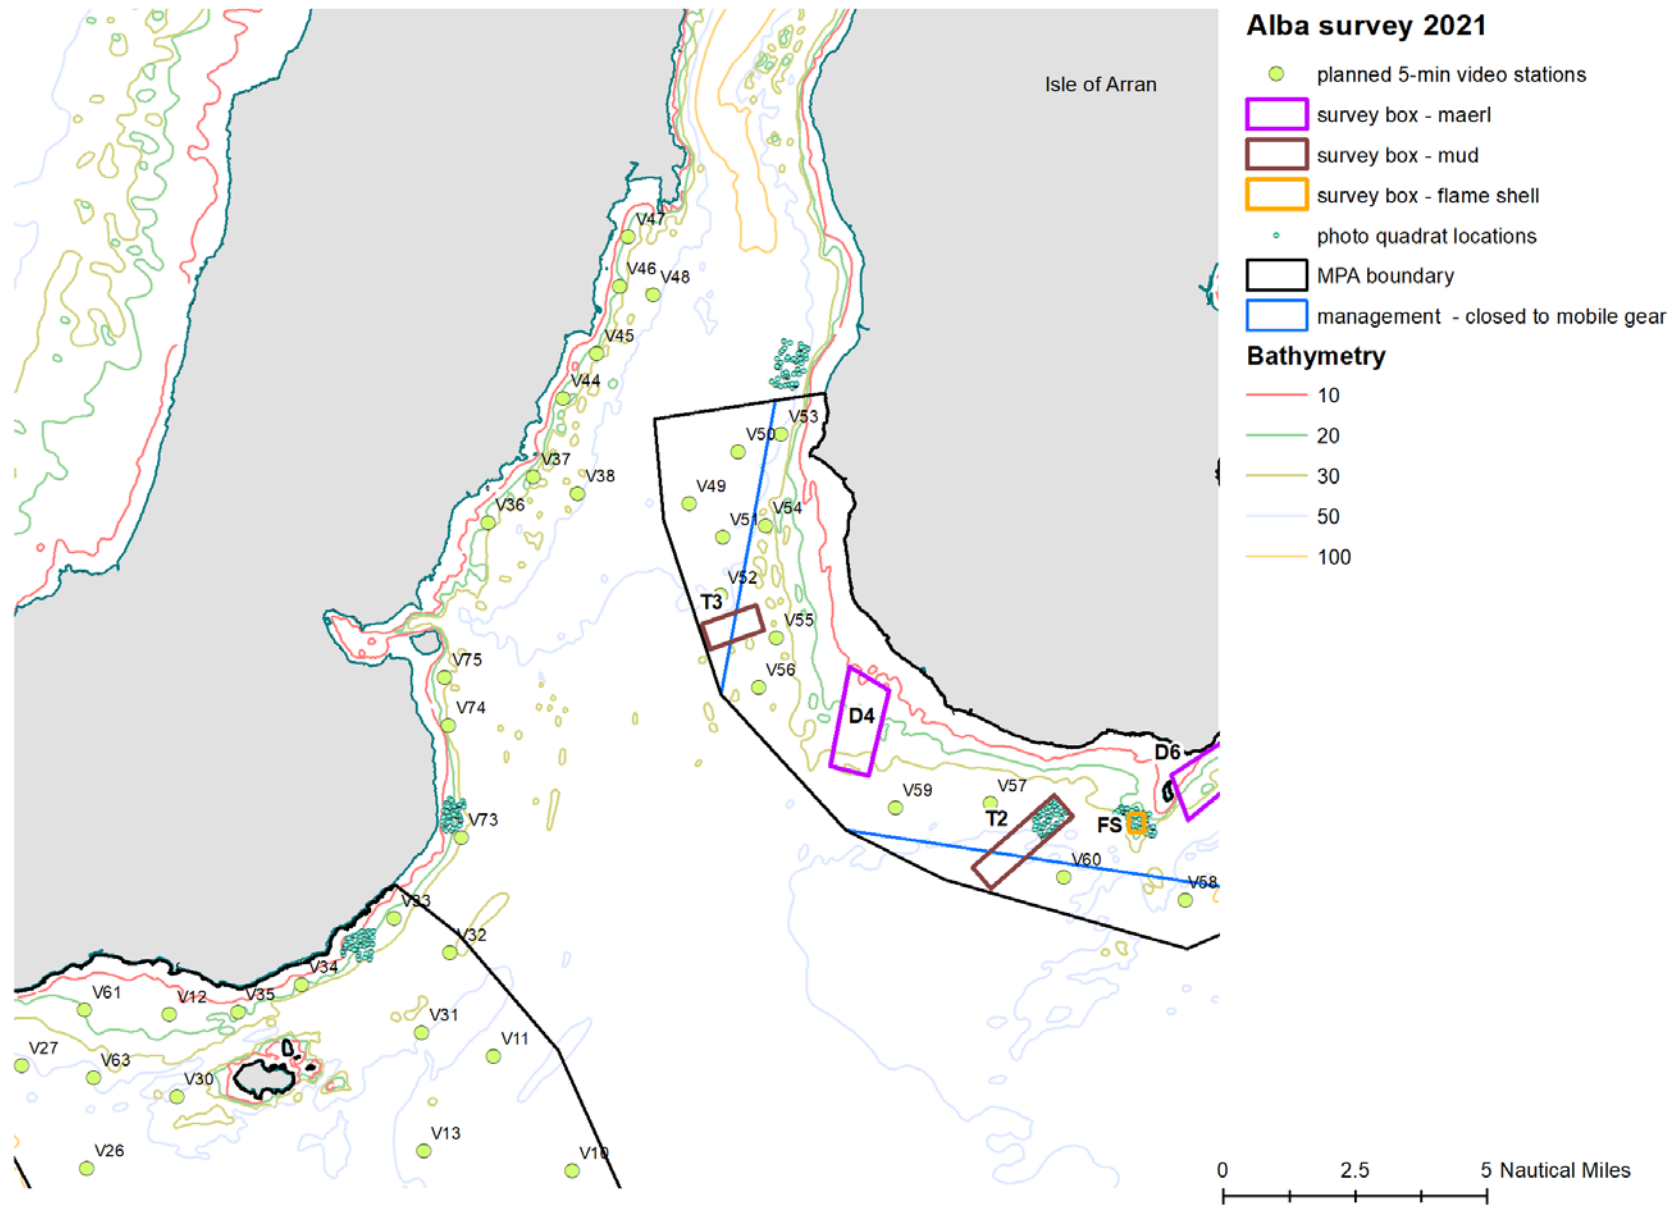 Alba survey 2021
planned 5-min video stations
survey box - maerl
survey box - mud
survey box - flame shell
photo quadrat locations
MPA boundary
management - closed to mobile gear
Bathymetry
10
20
30
50
100
Isle of Arran
V47
V46
V48
V45
V44
V53
V50
V37
V38
V49
V36
V51
V54
V52
T3
V55
V75
V56
V74
D4
D6
V59
V57
V73
T2
FS
V60
V58
V33
V32
V34
V61
V12
V35
V31
V11
V27
V63
V30
V13
V26
V10
0 2.5 5 Nautical Miles